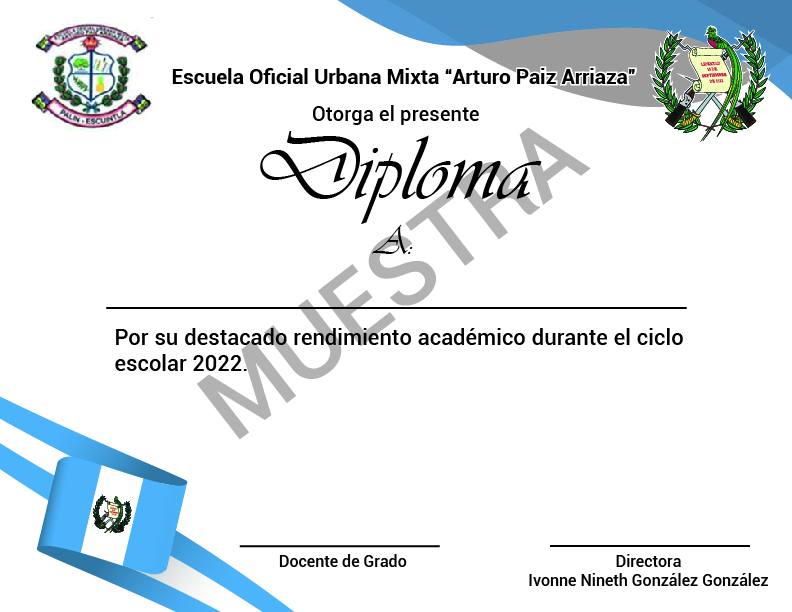 Escuela Oficial Urbana Mixta “Arturo Paiz Arriaza”
Otorga el presente
Diploma
A:
MUESTRA
Por su destacado rendimiento académico durante el ciclo
escolar 2022.
PALIN - ESCUINTLA
LIBERTAD
15 DE
SEPTIEMBRE
DE 1821
Docente de Grado
Directora
Ivonne Nineth González González